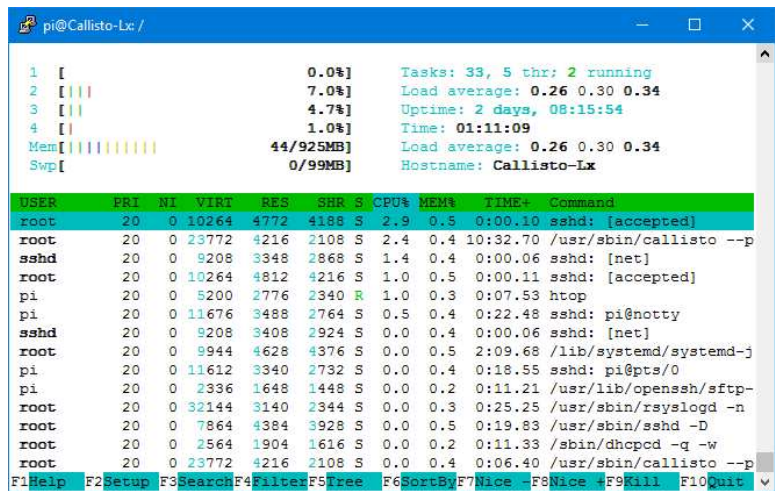 pi@Callisto-Lx: /
1 [ 0.0%] Tasks: 33, 5 thr; 2 running
2 [||| 7.0%] Load average: 0.26 0.30 0.34
3 [|| 4.7%] Uptime: 2 days, 08:15:54
4 [| 1.0%] Time: 01:11:09
Mem[|||||||||| 44/925MB] Load average: 0.26 0.30 0.34
Swp[ 0/99MB] Hostname: Callisto-Lx
USER PRI NI VIRT RES SHR S CPU% MEM% TIME+ Command
root 20 0 10264 4772 4188 S 2.9 0.5 0:00.10 sshd: [accepted]
root 20 0 23772 4216 2108 S 2.4 0.4 10:32.70 /usr/sbin/callisto --p
sshd 20 0 9208 3348 2868 S 1.4 0.4 0:00.06 sshd: [net]
root 20 0 10264 4812 4216 S 1.0 0.5 0:00.11 sshd: [accepted]
pi 20 0 5200 2776 2340 R 1.0 0.3 0:07.53 htop
pi 20 0 11676 3488 2764 S 0.5 0.4 0:22.48 sshd: pi@notty
sshd 20 0 9208 3408 2924 S 0.0 0.4 0:00.06 sshd: [net]
root 20 0 9944 4628 4376 S 0.0 0.5 2:09.68 /lib/systemd/systemd-j
pi 20 0 11612 3340 2732 S 0.0 0.4 0:18.55 sshd: pi@pts/0
pi 20 0 2336 1648 1448 S 0.0 0.2 0:11.21 /usr/lib/openssh/sftp-
root 20 0 32144 3140 2344 S 0.0 0.3 0:25.25 /usr/sbin/rsyslogd -n
root 20 0 7864 4384 3928 S 0.0 0.5 0:19.83 /usr/sbin/sshd -D
root 20 0 2564 1904 1616 S 0.0 0.2 0:11.33 /sbin/dhcpcd -q -w
root 20 0 23772 4216 2108 S 0.0 0.4 0:06.40 /usr/sbin/callisto --p
F1Help F2Setup F3SearchF4FilterF5Tree F6SortByF7Nice -F8Nice +F9Kill F10Quit